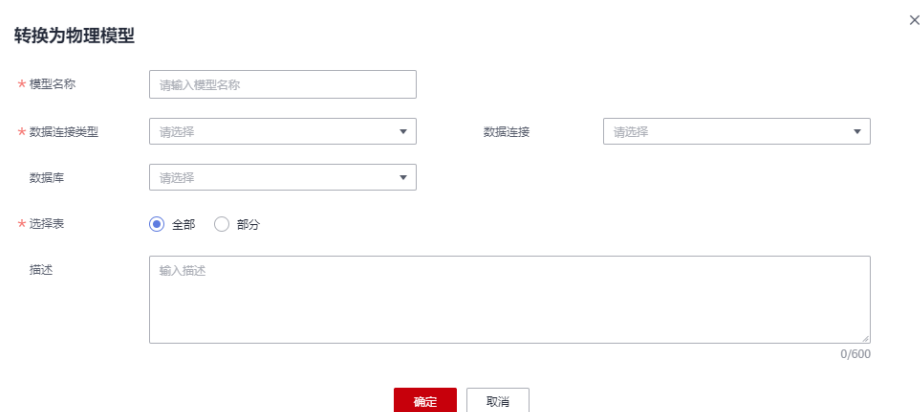 转换为物理模型
* 模型名称 请输入模型名称
* 数据连接类型 请选择 数据连接 请选择
数据库 请选择
* 选择表 全部 部分
描述 输入描述
0/600
确定 取消